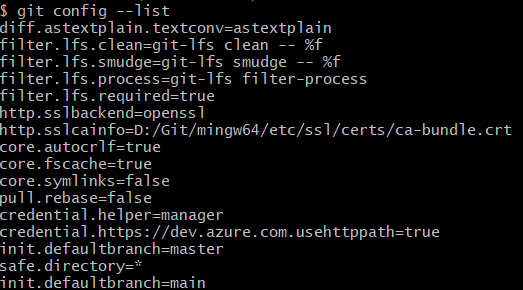 $ git config --list
diff.astextplain.textconv=astextplain
filter.lfs.clean=git-lfs clean -- %f
filter.lfs.smudge=git-lfs smudge -- %f
filter.lfs.process=git-lfs filter-process
filter.lfs.required=true
http.sslbackend=openssl
http.sslcainfo=D:/Git/mingw64/etc/ssl/certs/ca-bundle.crt
core.autocrlf=true
core.fscache=true
core.symlinks=false
pull.rebase=false
credential.helper=manager
credential.https://dev.azure.com.usehttppath=true
init.defaultbranch=master
safe.directory=*
init.defaultbranch=main